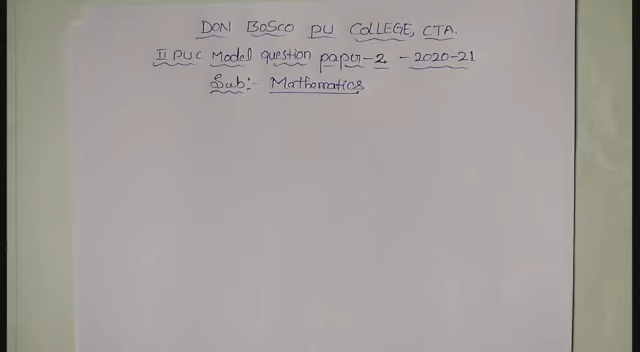 DON BOSCO PU COLLEGE, CTA.
II PUC Model question paper-2 - 2020-21
Sub:- Mathematics